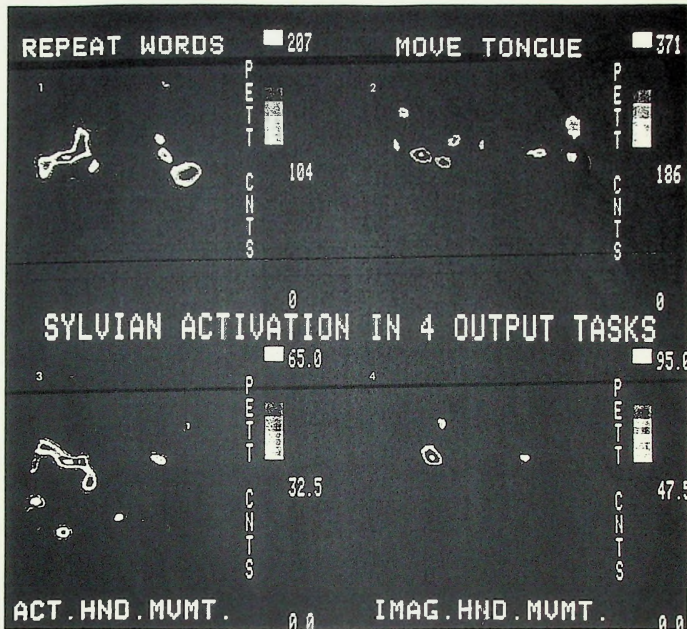 REPEAT WORDS
207
MOVE TONGUE
371
1
2
PETT CNTS
PETT CNTS
104
186
0
0
SYLVIAN ACTIVATION IN 4 OUTPUT TASKS
65.0
95.0
3
4
PETT CNTS
PETT CNTS
32.5
47.5
ACT.HND.MVMT.
0.0
IMAG.HND.MVMT.
0.0